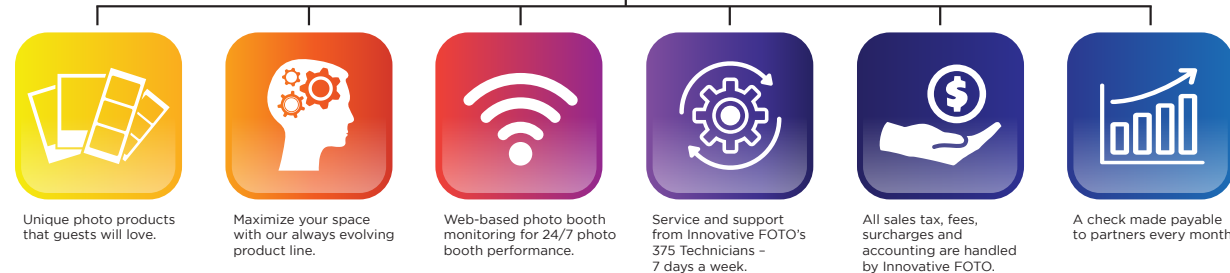 Unique photo products
that guests will love.
Maximize your space
with our always evolving
product line.
Web-based photo booth
monitoring for 24/7 photo
booth performance.
Service and support
from Innovative FOTO's
375 Technicians –
7 days a week.
$
All sales tax, fees,
surcharges and
accounting are handled
by Innovative FOTO.
A check made payable
to partners every month